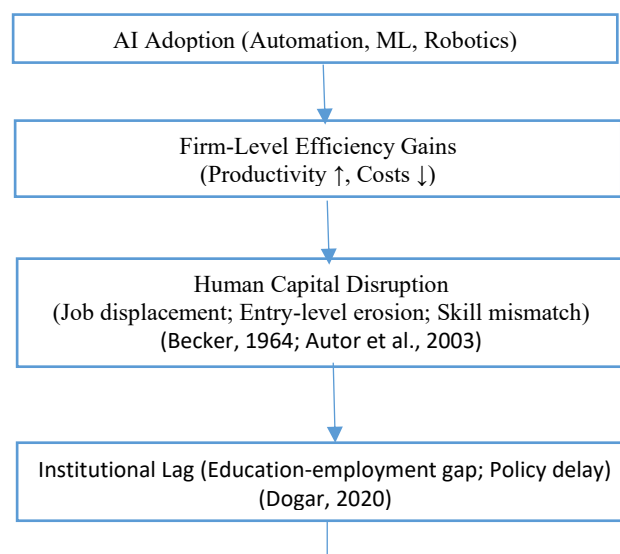 AI Adoption (Automation, ML, Robotics)
Firm-Level Efficiency Gains
(Productivity ↑, Costs ↓)
Human Capital Disruption
(Job displacement; Entry-level erosion; Skill mismatch)
(Becker, 1964; Autor et al., 2003)
Institutional Lag (Education-employment gap; Policy delay)
(Dogar, 2020)